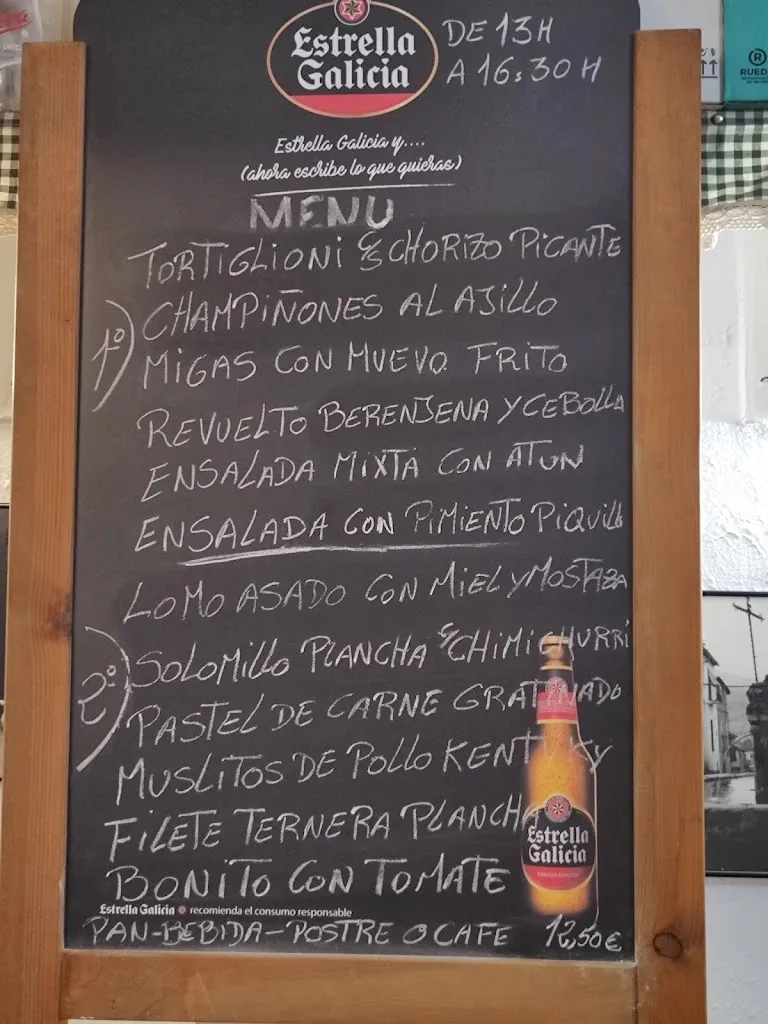 Estrella
Galicia
DE 13H
A 16:30 H
Estrella Galicia y....
(ahora escribe lo que quieras)
MENU
TORTIGLIONI & CHORIZO PICANTE
1º
CHAMPIÑONES AL AJILLO
MIGAS CON HUEVO FRITO
REVUELTO BERENJENA Y CEBOLLA
ENSALADA MIXTA CON ATUN
ENSALADA CON PIMIENTO PIQUILLO
LOMO ASADO CON MIEL Y MOSTAZA
2º
SOLOMILLO PLANCHA & CHIMICHURRI
PASTEL DE CARNE GRATINADO
MUSLITOS DE POLLO KENTUCKY
FILETE TERNERA PLANCHA
BONITO CON TOMATE
Estrella
Galicia
Estrella Galicia recomienda el consumo responsable
PAN-BEBIDA-POSTRE O CAFE 12,50€
®
RUED